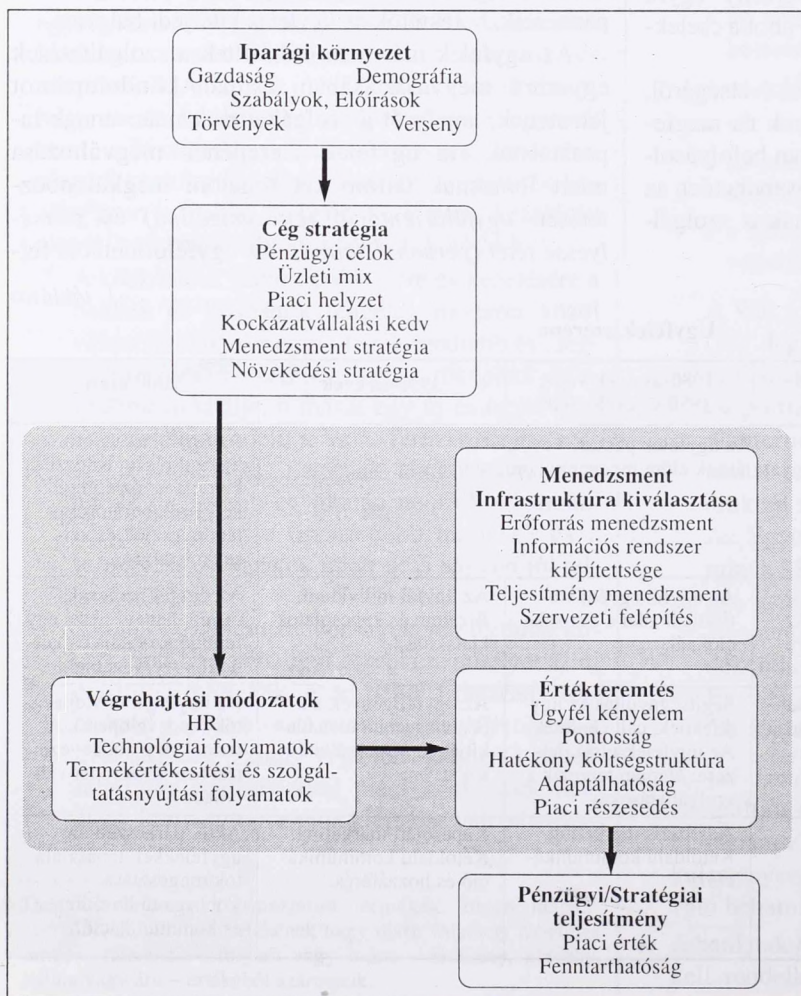 Iparági környezet
Gazdaság Demográfia
Szabályok, Előírások
Törvények Verseny
Cég stratégia
Pénzügyi célok
Üzleti mix
Piaci helyzet
Kockázatvállalási kedv
Menedzsment stratégia
Növekedési stratégia
Menedzsment
Infrastruktúra kiválasztása
Erőforrás menedzsment
Információs rendszer
kiépítettsége
Teljesítmény menedzsment
Szervezeti felépítés
Végrehajtási módozatok
HR
Technológiai folyamatok
Termékértékesítési és szolgál-
tatásnyújtási folyamatok
Értékteremtés
Ügyfél kényelem
Pontosság
Hatékony költségstruktúra
Adaptálhatóság
Piaci részesedés
Pénzügyi/Stratégiai
teljesítmény
Piaci érték
Fenntarthatóság